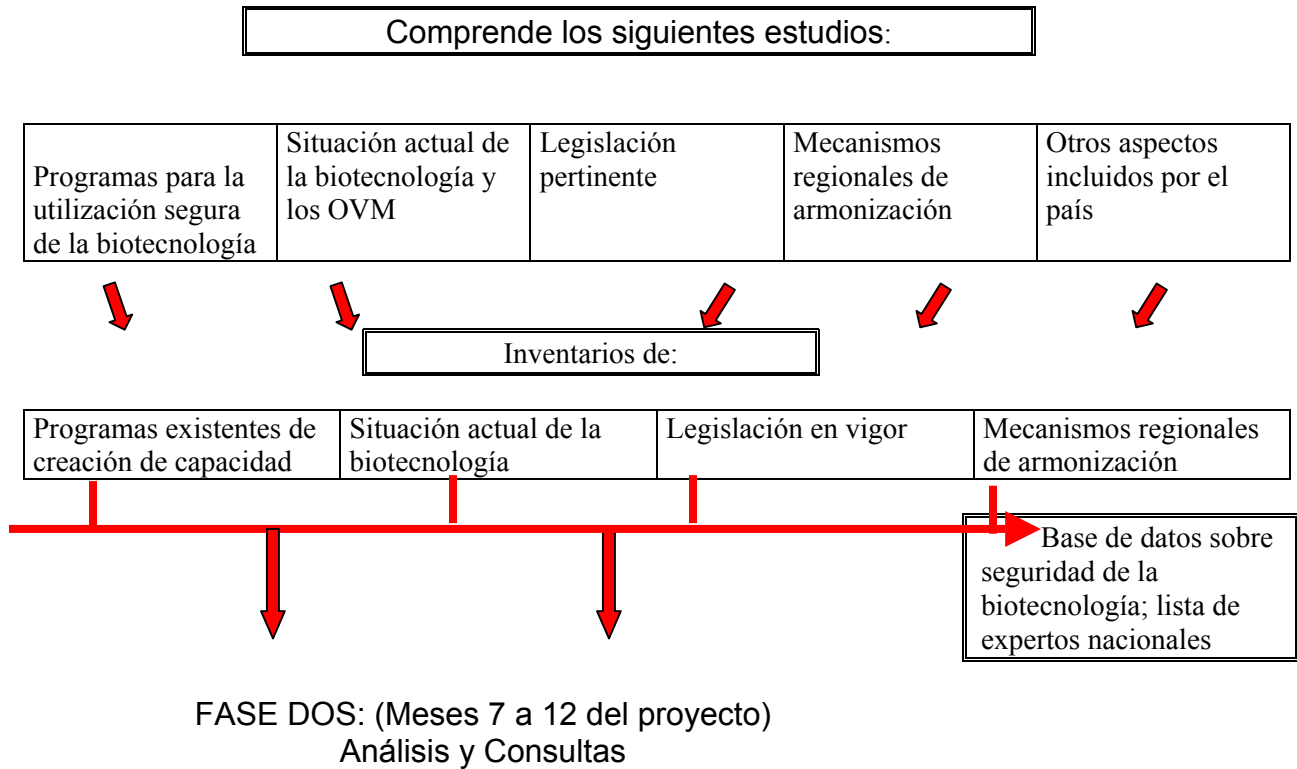 Comprende los siguientes estudios:
Programas para la
utilización segura
de la biotecnología
Situación actual de
la biotecnología y
los OVM
Legislación
pertinente
Mecanismos
regionales de
armonización
Otros aspectos
incluidos por el
país
Inventarios de:
Programas existentes de
creación de capacidad
Situación actual de la
biotecnología
Legislación en vigor
Mecanismos regionales
de armonización
Base de datos sobre
seguridad de la
biotecnología; lista de
expertos nacionales
FASE DOS: (Meses 7 a 12 del proyecto)
Análisis y Consultas